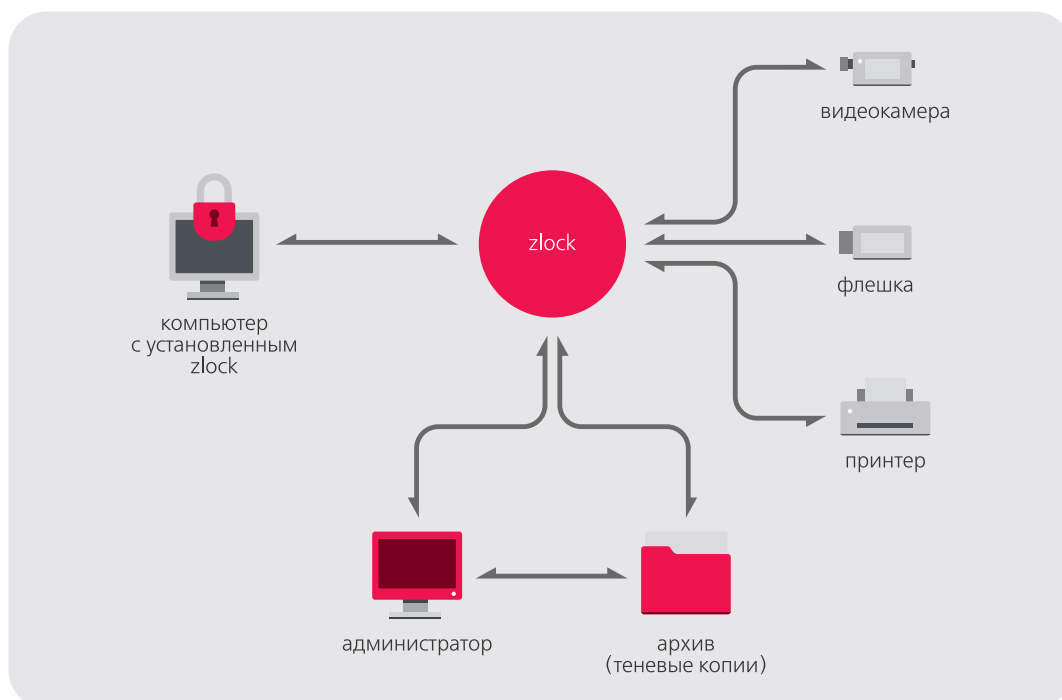 видеокамера
zlock
флешка
компьютер
с установленным
zlock
принтер
администратор
архив
(теневые копии)